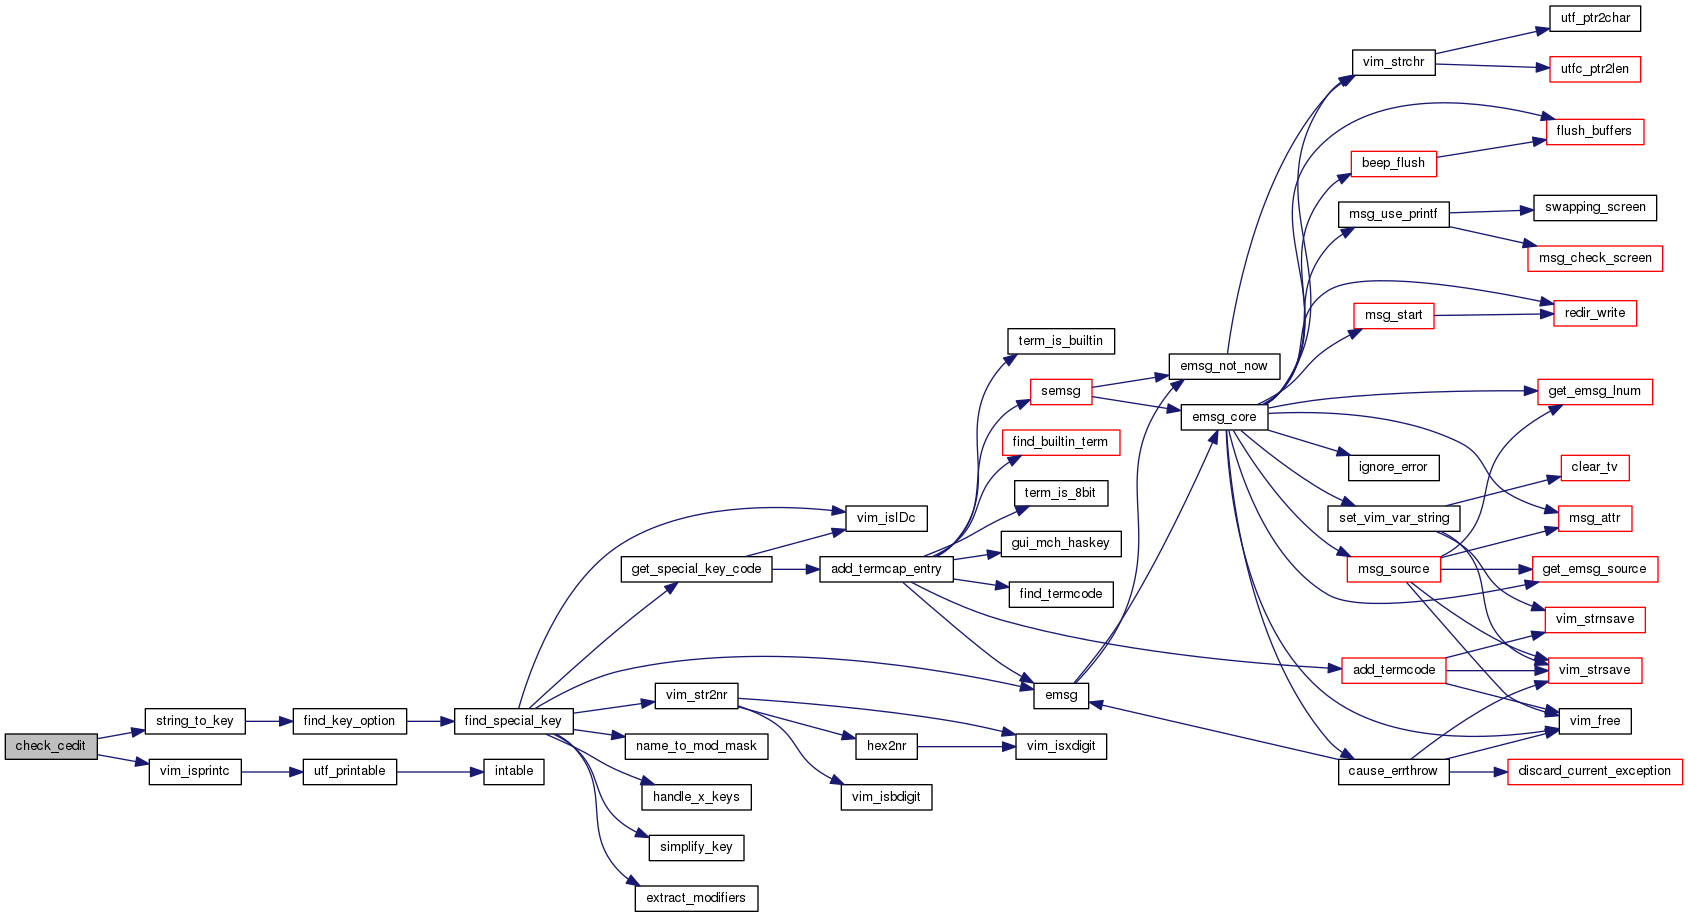 check_cedit
string_to_key
vim_isprintc
find_key_option
utf_printable
find_special_key
intable
get_special_key_code
vim_str2nr
name_to_mod_mask
handle_x_keys
simplify_key
extract_modifiers
vim_isIDc
add_termcap_entry
hex2nr
vim_isbdigit
term_is_builtin
semsg
find_builtin_term
term_is_8bit
gui_mch_haskey
find_termcode
emsg
vim_isxdigit
emsg_not_now
emsg_core
vim_strchr
beep_flush
msg_use_printf
msg_start
ignore_error
set_vim_var_string
msg_source
add_termcode
cause_errthrow
utf_ptr2char
utfc_ptr2len
flush_buffers
swapping_screen
msg_check_screen
redir_write
get_emsg_lnum
clear_tv
msg_attr
get_emsg_source
vim_strnsave
vim_strsave
vim_free
discard_current_exception